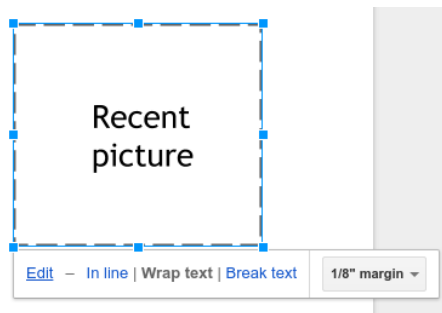 Recent
picture
Edit – In line | Wrap text | Break text 1/8" margin